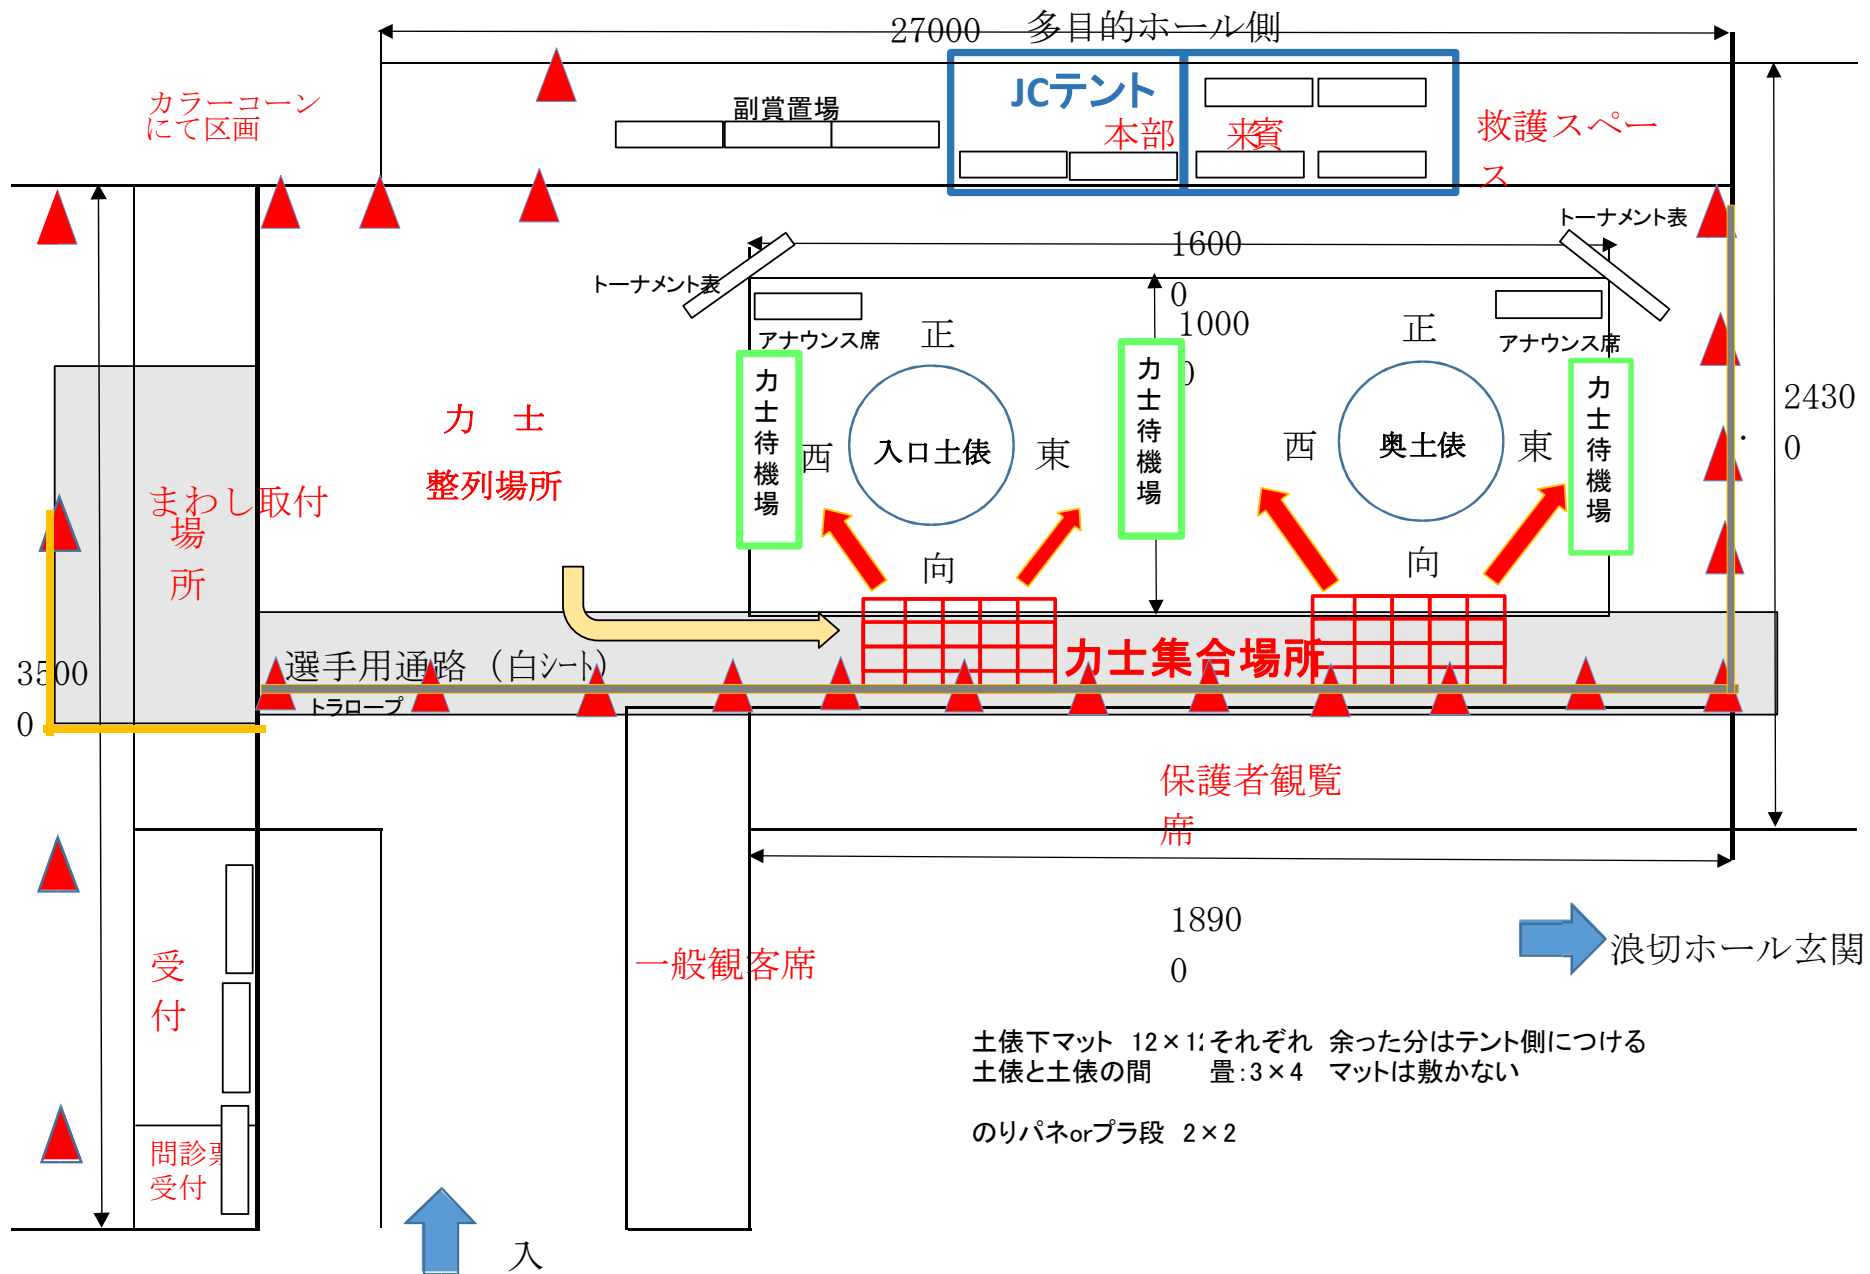 27000
多目的ホール側
カラーコーン
にて区画
副賞置場
JCテント
本部
来賓
救護スペー
ス
トーナメント表
トーナメント表
1600
0
1000
0
アナウンス席
アナウンス席
正
正
力士待機場
力士待機場
力士待機場
力 士
整列場所
西
入口土俵
東
西
奥土俵
東
2430
0
まわし取付
場
所
向
向
3500
0
選手用通路（白シート）
トラロープ
力士集合場所
保護者観覧
席
1890
0
受
付
一般観客席
浪切ホール玄関
土俵下マット 12×12 それぞれ 余った分はテント側につける
土俵と土俵の間 畳：3×4 マットは敷かない
のりパネorプラ段 2×2
問診票
受付
入